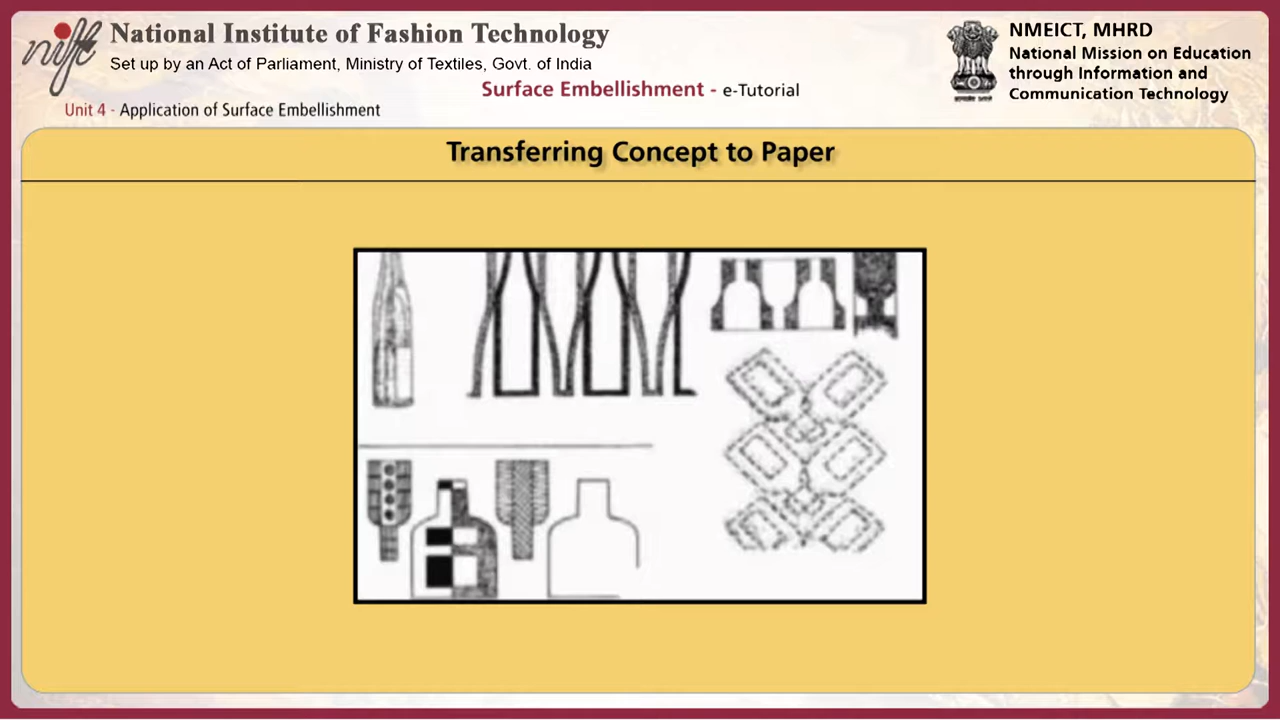 nift
National Institute of Fashion Technology
Set up by an Act of Parliament, Ministry of Textiles, Govt. of India
NMEICT, MHRD
National Mission on Education
through Information and
Communication Technology
Surface Embellishment - e-Tutorial
Unit 4 - Application of Surface Embellishment
Transferring Concept to Paper